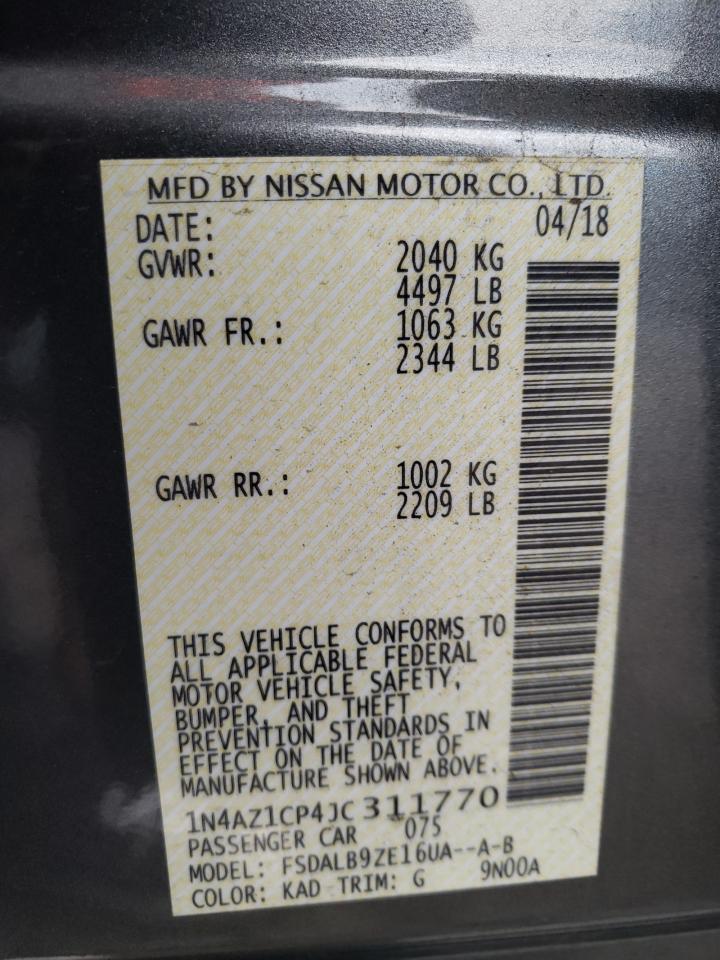 MFD BY NISSAN MOTOR CO., LTD.
DATE: 04/18
GVWR: 2040 KG
4497 LB
GAWR FR.: 1063 KG
2344 LB
GAWR RR.: 1002 KG
2209 LB
THIS VEHICLE CONFORMS TO
ALL APPLICABLE FEDERAL
MOTOR VEHICLE SAFETY,
BUMPER, AND THEFT
PREVENTION STANDARDS IN
EFFECT ON THE DATE OF
MANUFACTURE SHOWN ABOVE.
1N4AZ1CP4JC311770
PASSENGER CAR 075
MODEL: FSDALB9ZE16UA--A-B
COLOR: KAD TRIM: G 9N00A